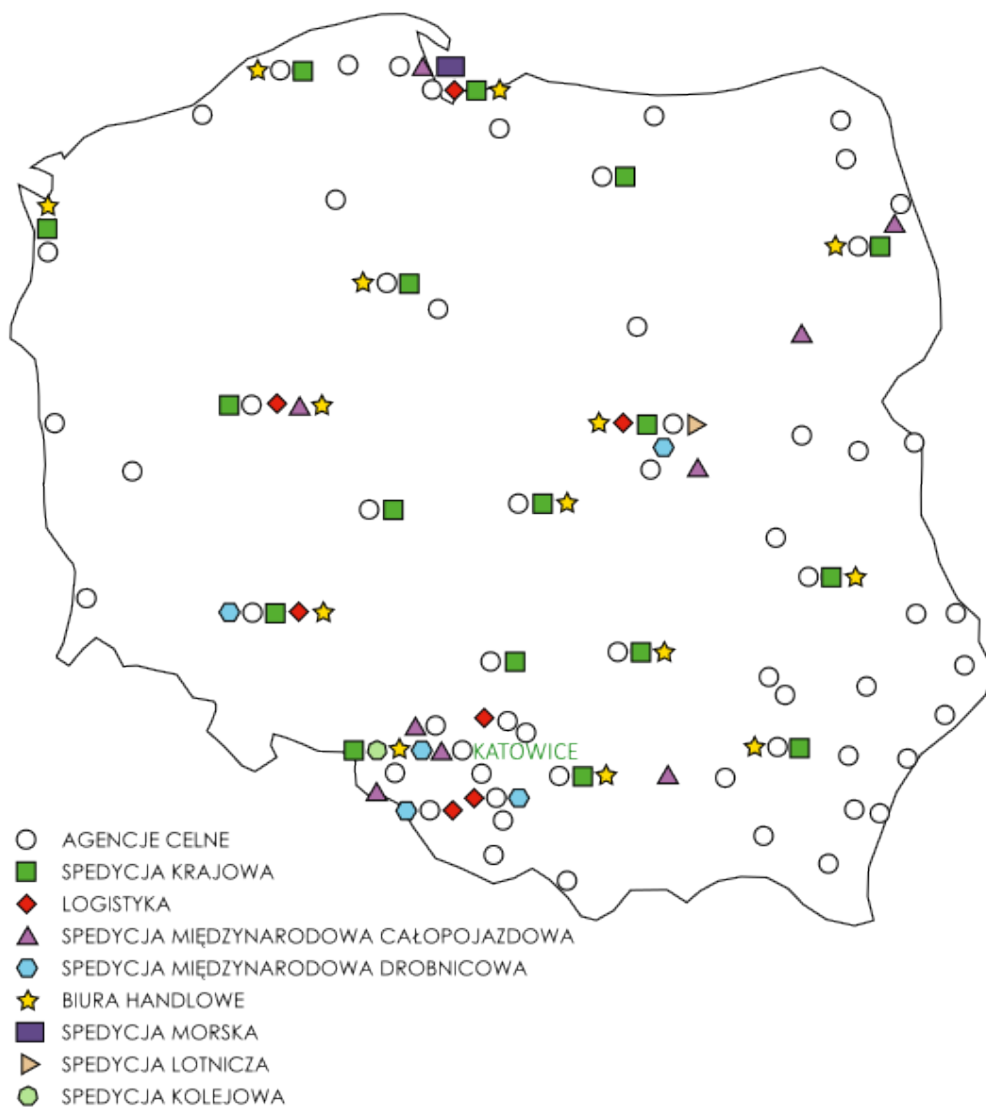 KATOWICE
AGENCJE CELNE
SPEDYCJA KRAJOWA
LOGISTYKA
SPEDYCJA MIĘDZYNARODOWA CAŁOPOJAZDOWA
SPEDYCJA MIĘDZYNARODOWA DROBNICOWA
BIURA HANDLOWE
SPEDYCJA MORSKA
SPEDYCJA LOTNICZA
SPEDYCJA KOLEJOWA